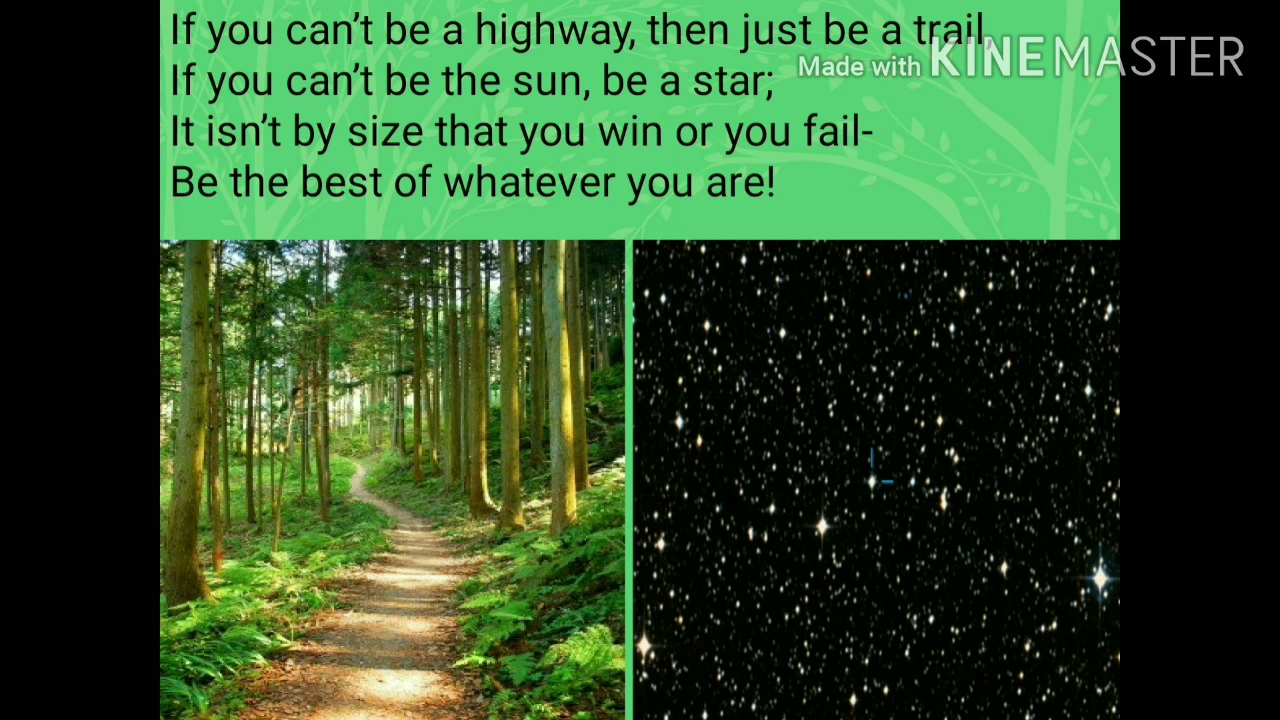 If you can’t be a highway, then just be a trail,
If you can’t be the sun, be a star;
It isn’t by size that you win or you fail-
Be the best of whatever you are!
Made with KINEMASTER